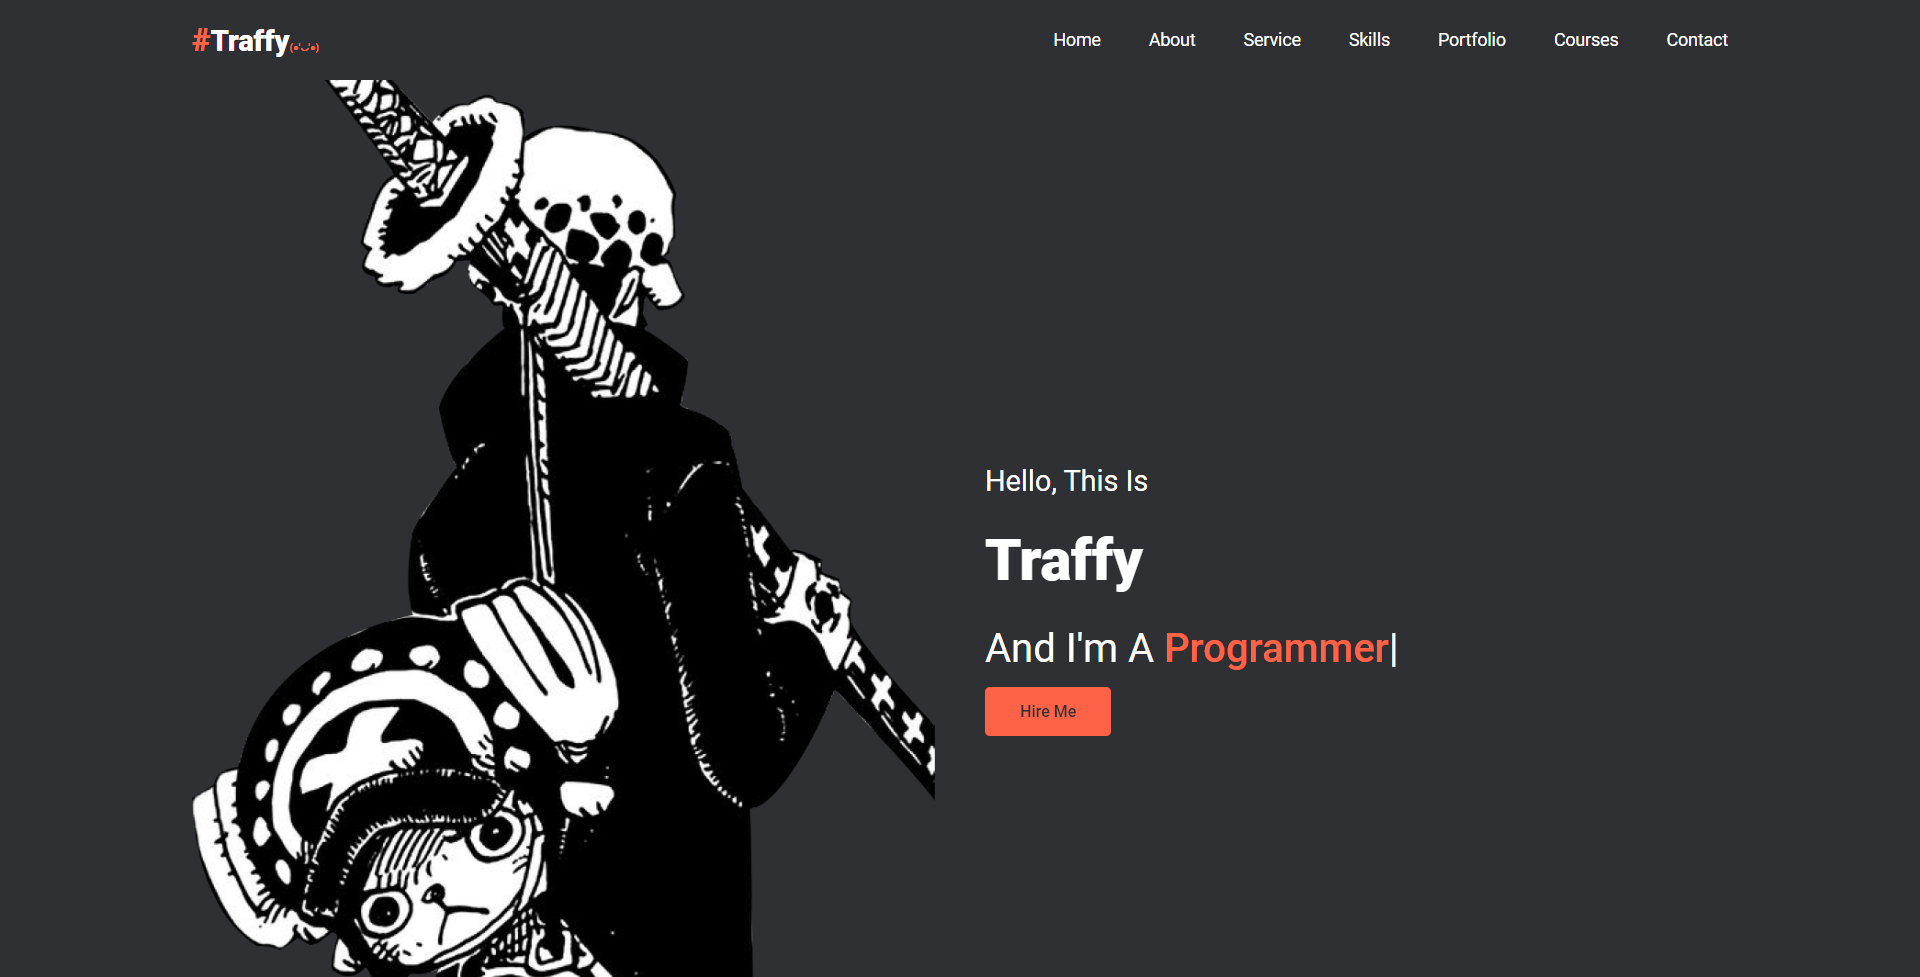 #Traffy(•'‿'•)
Home About Service Skills Portfolio Courses Contact
Hello, This Is
Traffy
And I'm A Programmer|
Hire Me